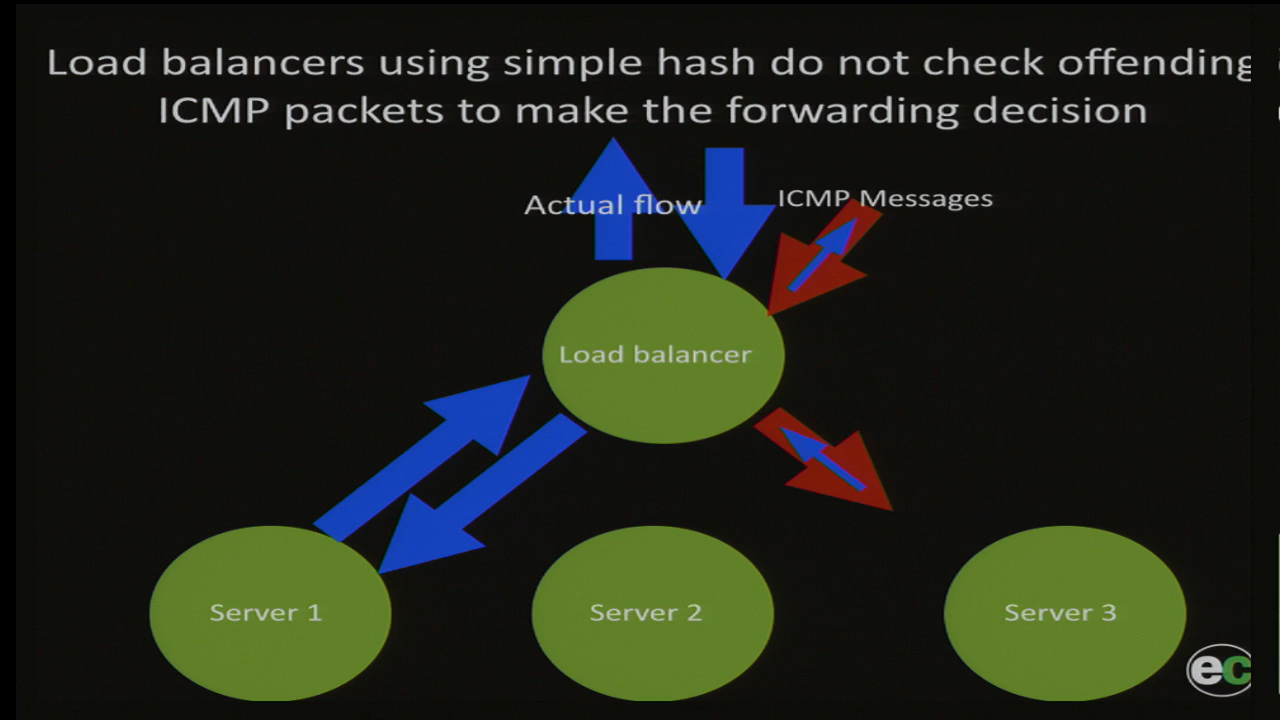 Load balancers using simple hash do not check offending
ICMP packets to make the forwarding decision
Actual flow
ICMP Messages
Load balancer
Server 1
Server 2
Server 3
ec